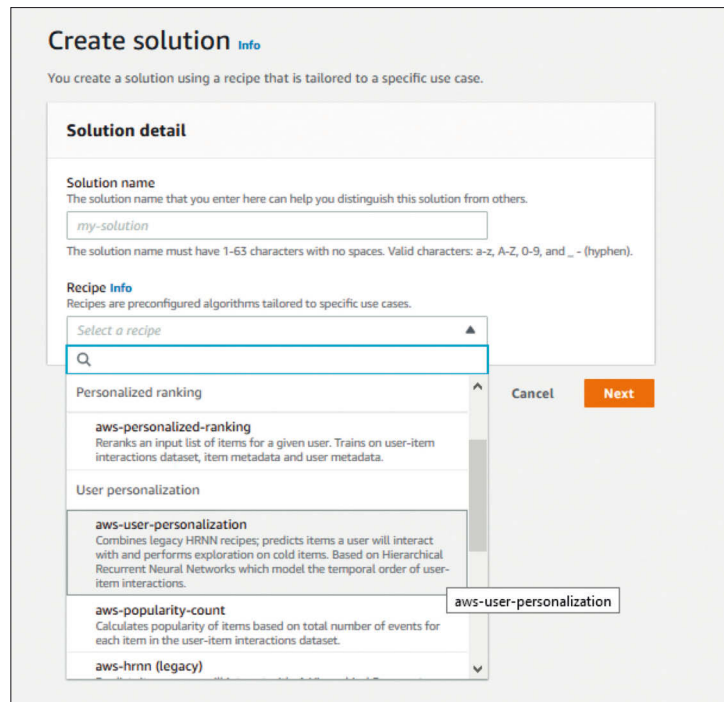 Create solution Info
You create a solution using a recipe that is tailored to a specific use case.
Solution detail
Solution name
The solution name that you enter here can help you distinguish this solution from others.
my-solution
The solution name must have 1-63 characters with no spaces. Valid characters: a-z, A-Z, 0-9, and _ - (hyphen).
Recipe Info
Recipes are preconfigured algorithms tailored to specific use cases.
Select a recipe
Personalized ranking
Cancel
Next
aws-personalized-ranking
Reranks an input list of items for a given user. Trains on user-item
interactions dataset, item metadata and user metadata.
User personalization
aws-user-personalization
Combines legacy HRNN recipes; predicts items a user will interact
with and performs exploration on cold items. Based on Hierarchical
Recurrent Neural Networks which model the temporal order of user-
item interactions.
aws-user-personalization
aws-popularity-count
Calculates popularity of items based on total number of events for
each item in the user-item interactions dataset.
aws-hrnn (legacy)